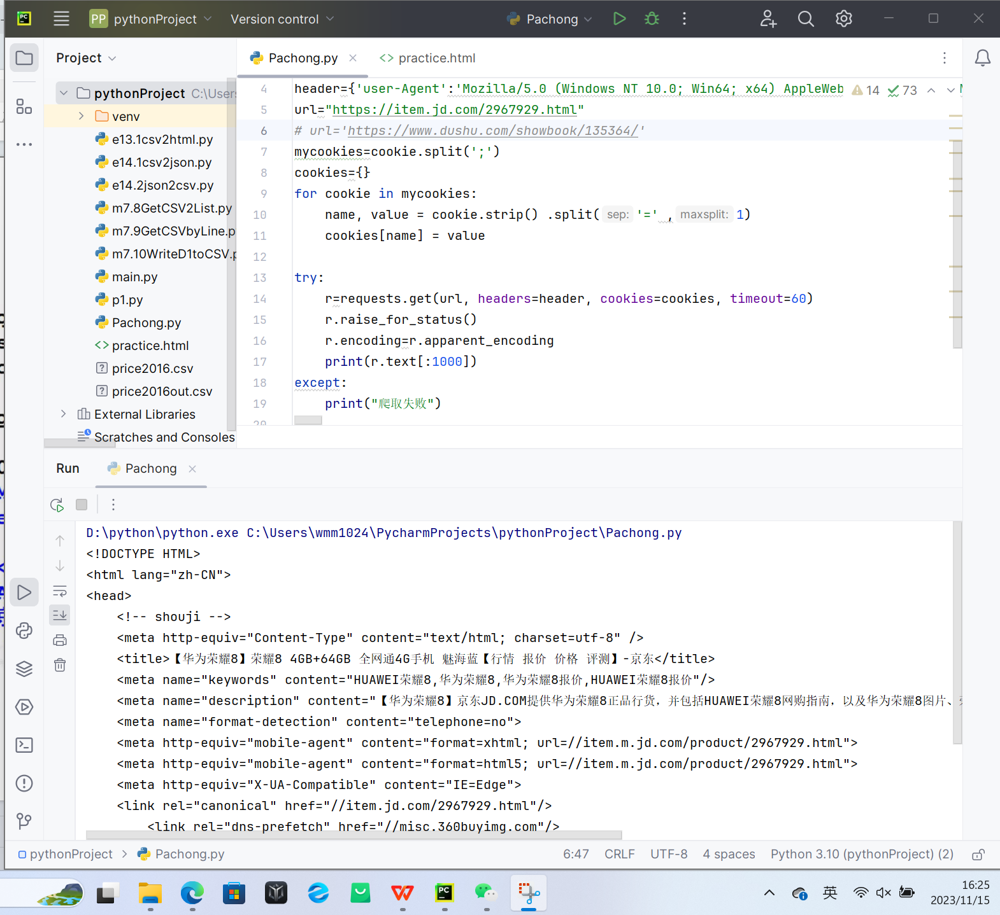 PC
PP pythonProject Version control Pachong
Project
Pachong.py practice.html
pythonProject C:\Users
venv
e13.1csv2html.py
e14.1csv2json.py
e14.2json2csv.py
m7.8GetCSV2List.py
m7.9GetCSVbyLine.p
m7.10WriteD1toCSV.p
main.py
p1.py
Pachong.py
practice.html
price2016.csv
price2016out.csv
External Libraries
Scratches and Consoles
14 73
4 header={'user-Agent':'Mozilla/5.0 (Windows NT 10.0; Win64; x64) AppleWeb
5 url="https://item.jd.com/2967929.html"
6 # url='https://www.dushu.com/showbook/135364/'
7 mycookies=cookie.split(';')
8 cookies={}
9 for cookie in mycookies:
10 name, value = cookie.strip() .split( sep: '=' , maxsplit: 1)
11 cookies[name] = value
12
13 try:
14 r=requests.get(url, headers=header, cookies=cookies, timeout=60)
15 r.raise_for_status()
16 r.encoding=r.apparent_encoding
17 print(r.text[:1000])
18 except:
19 print("爬取失败")
20
Run Pachong
D:\python\python.exe C:\Users\wmm1024\PycharmProjects\pythonProject\Pachong.py
<!DOCTYPE HTML>
<html lang="zh-CN">
<head>
<!-- shouji -->
<meta http-equiv="Content-Type" content="text/html; charset=utf-8" />
<title>【华为荣耀8】荣耀8 4GB+64GB 全网通4G手机 魅海蓝【行情 报价 价格 评测】-京东</title>
<meta name="keywords" content="HUAWEI荣耀8,华为荣耀8,华为荣耀8报价,HUAWEI荣耀8报价"/>
<meta name="description" content="【华为荣耀8】京东JD.COM提供华为荣耀8正品行货，并包括HUAWEI荣耀8网购指南，以及华为荣耀8图片、
<meta name="format-detection" content="telephone=no">
<meta http-equiv="mobile-agent" content="format=xhtml; url=//item.m.jd.com/product/2967929.html">
<meta http-equiv="mobile-agent" content="format=html5; url=//item.m.jd.com/product/2967929.html">
<meta http-equiv="X-UA-Compatible" content="IE=Edge">
<link rel="canonical" href="//item.jd.com/2967929.html"/>
<link rel="dns-prefetch" href="//misc.360buyimg.com"/>
pythonProject > Pachong.py 6:47 CRLF UTF-8 4 spaces Python 3.10 (pythonProject) (2)
PC
英
16:25
2023/11/15